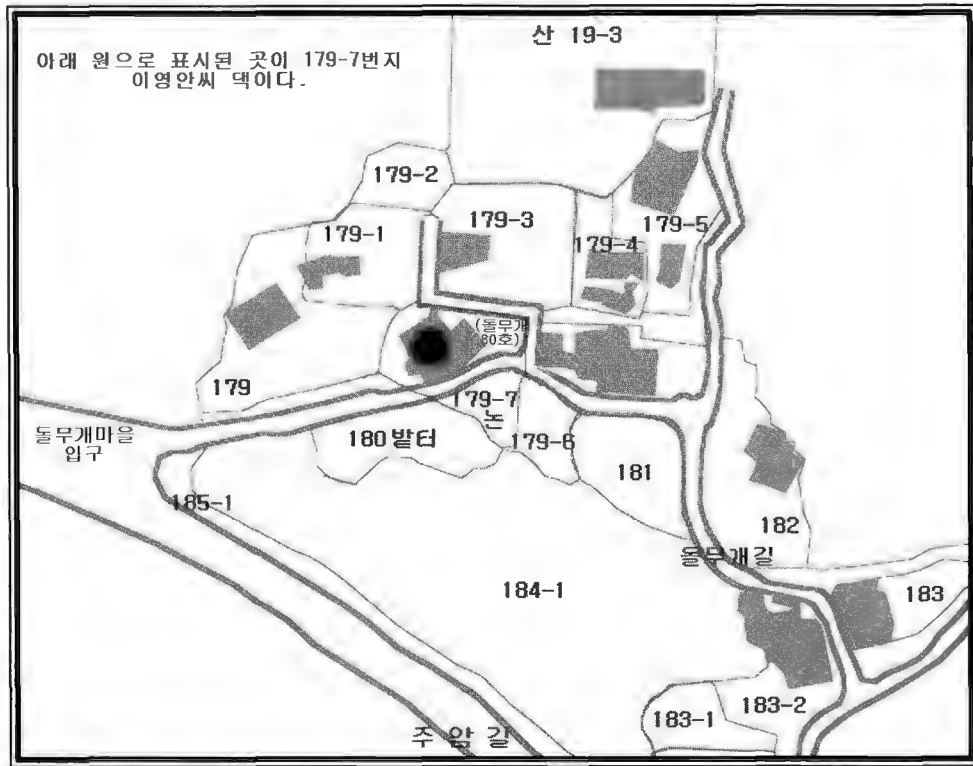 산 19-3
아래 원으로 표시된 곳이 179-7번지
이영안씨 댁이다.
179-2
179-3
179-1
179-5
179-4
(돌무개
80호)
179
179-7
논
돌무개마을
입구
180 밭터
179-6
181
185-1
182
돌무개길
184-1
183
183-2
183-1
주암길